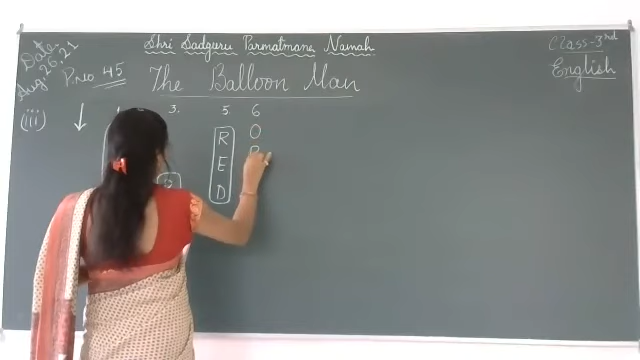 Shri Sadguru Parmatmane Namah
Date
Aug. 26, 21
Class-3rd
English
P.no 45 The Balloon Man
(iii) ↓ 3. 5. 6
R O
E
D